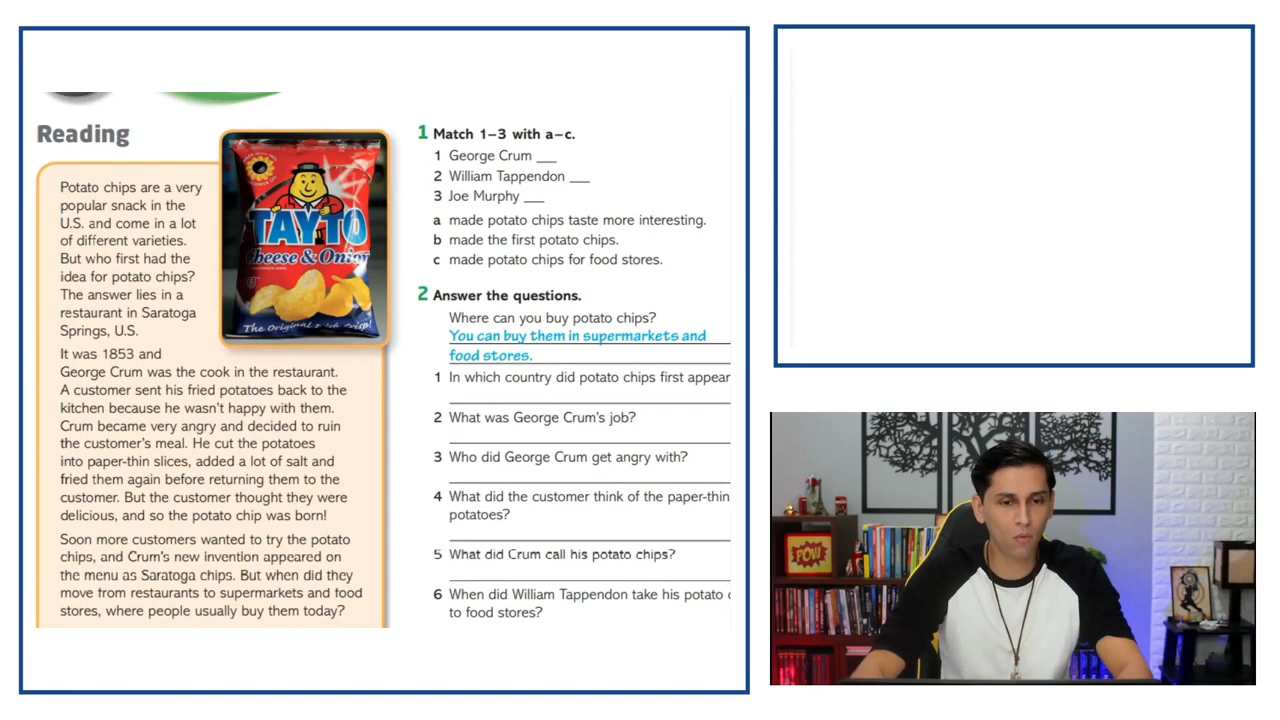 Reading
Potato chips are a very
popular snack in the
U.S. and come in a lot
of different varieties.
But who first had the
idea for potato chips?
The answer lies in a
restaurant in Saratoga
Springs, U.S.
It was 1853 and
George Crum was the cook in the restaurant.
A customer sent his fried potatoes back to the
kitchen because he wasn't happy with them.
Crum became very angry and decided to ruin
the customer's meal. He cut the potatoes
into paper-thin slices, added a lot of salt and
fried them again before returning them to the
customer. But the customer thought they were
delicious, and so the potato chip was born!
Soon more customers wanted to try the potato
chips, and Crum's new invention appeared on
the menu as Saratoga chips. But when did they
move from restaurants to supermarkets and food
stores, where people usually buy them today?
TAYTO
Cheese & Onion
The Original Irish Crisp!
1 Match 1–3 with a–c.
1 George Crum ___
2 William Tappendon ___
3 Joe Murphy ___
a made potato chips taste more interesting.
b made the first potato chips.
c made potato chips for food stores.
2 Answer the questions.
Where can you buy potato chips?
You can buy them in supermarkets and
food stores.
1 In which country did potato chips first appear
2 What was George Crum's job?
3 Who did George Crum get angry with?
4 What did the customer think of the paper-thin
potatoes?
5 What did Crum call his potato chips?
6 When did William Tappendon take his potato
to food stores?
POW